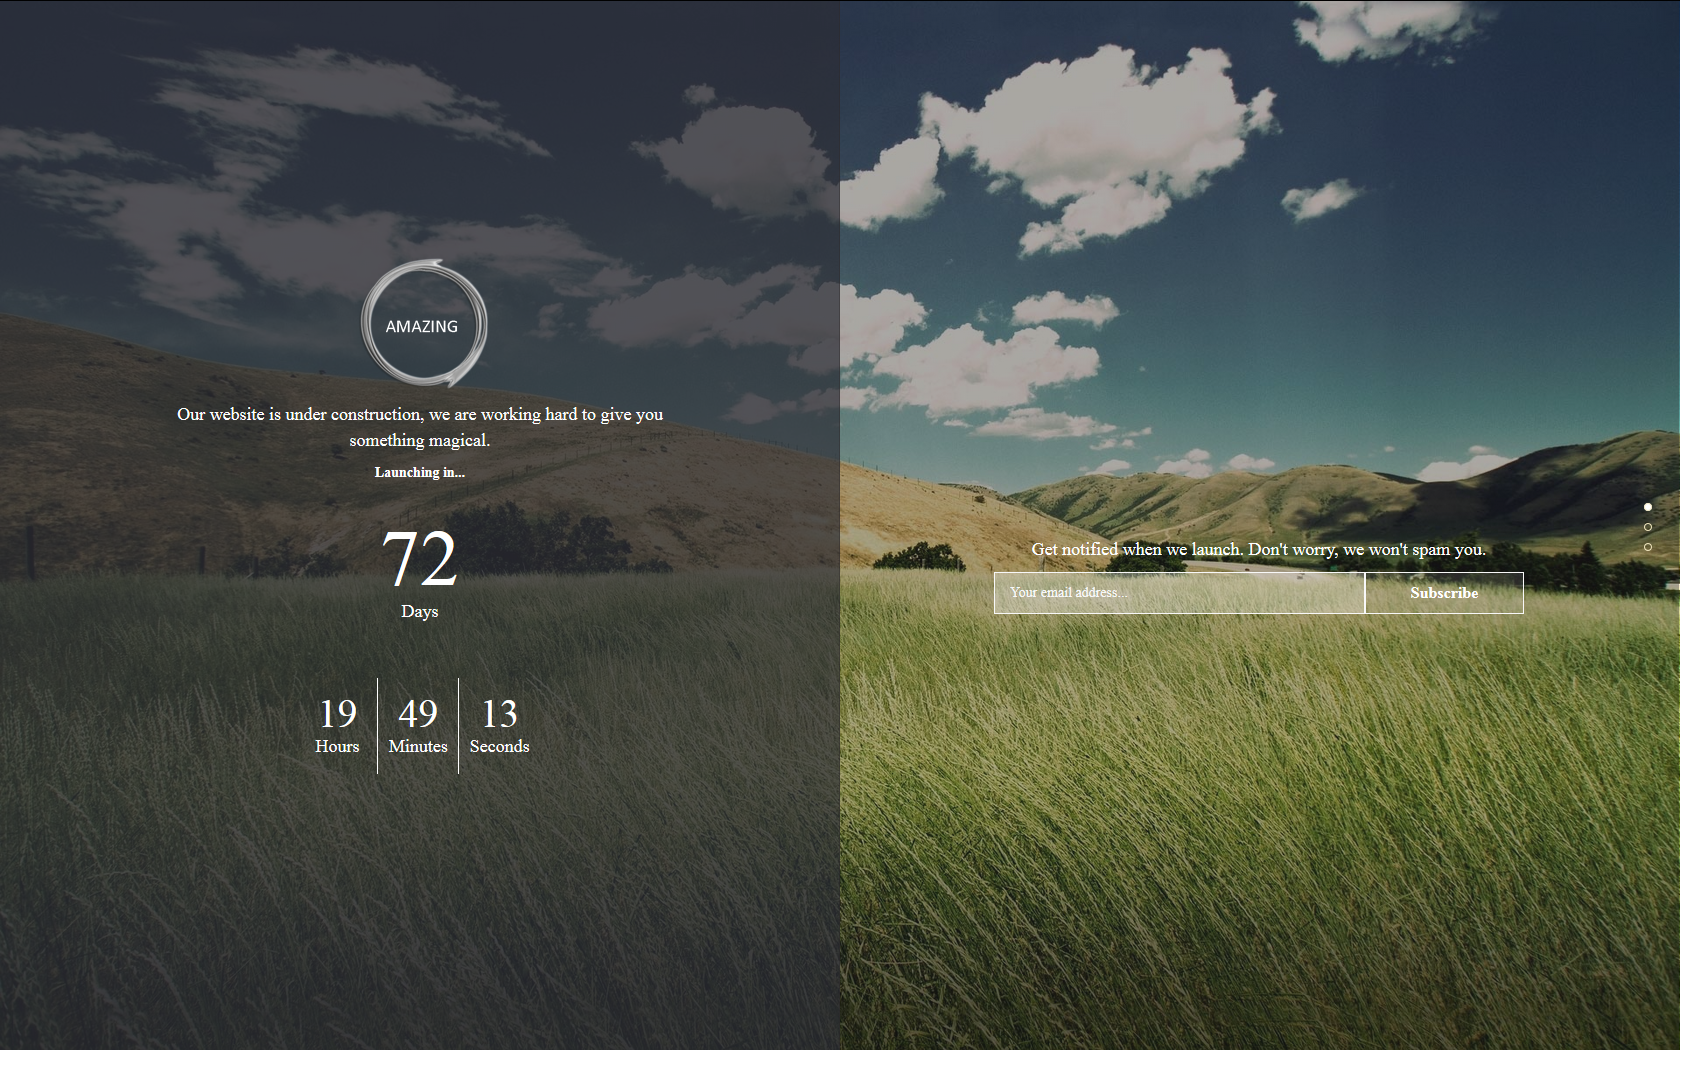 AMAZING
Our website is under construction, we are working hard to give you
something magical.
Launching in...
72
Days
19
Hours
49
Minutes
13
Seconds
Get notified when we launch. Don't worry, we won't spam you.
Your email address...
Subscribe